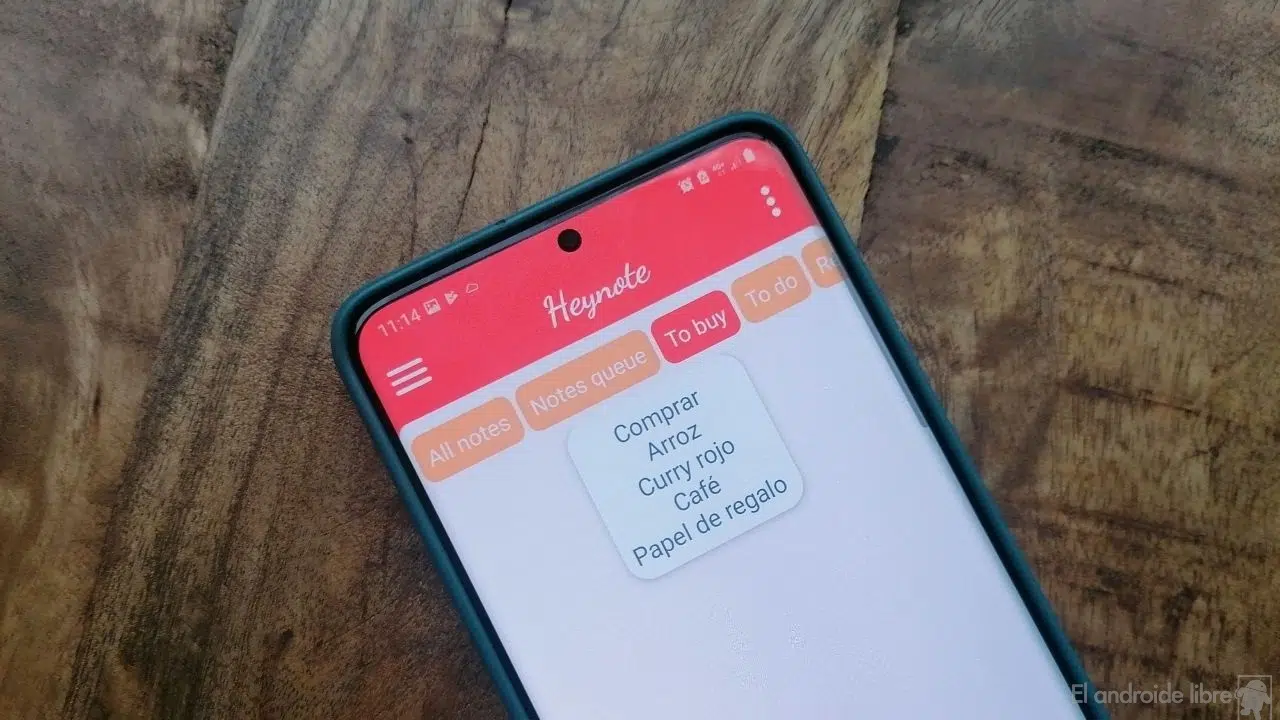 11:14
Heynote
All notes
Notes queue
To buy
To do
Comprar
Arroz
Curry rojo
Café
Papel de regalo
El androide libre